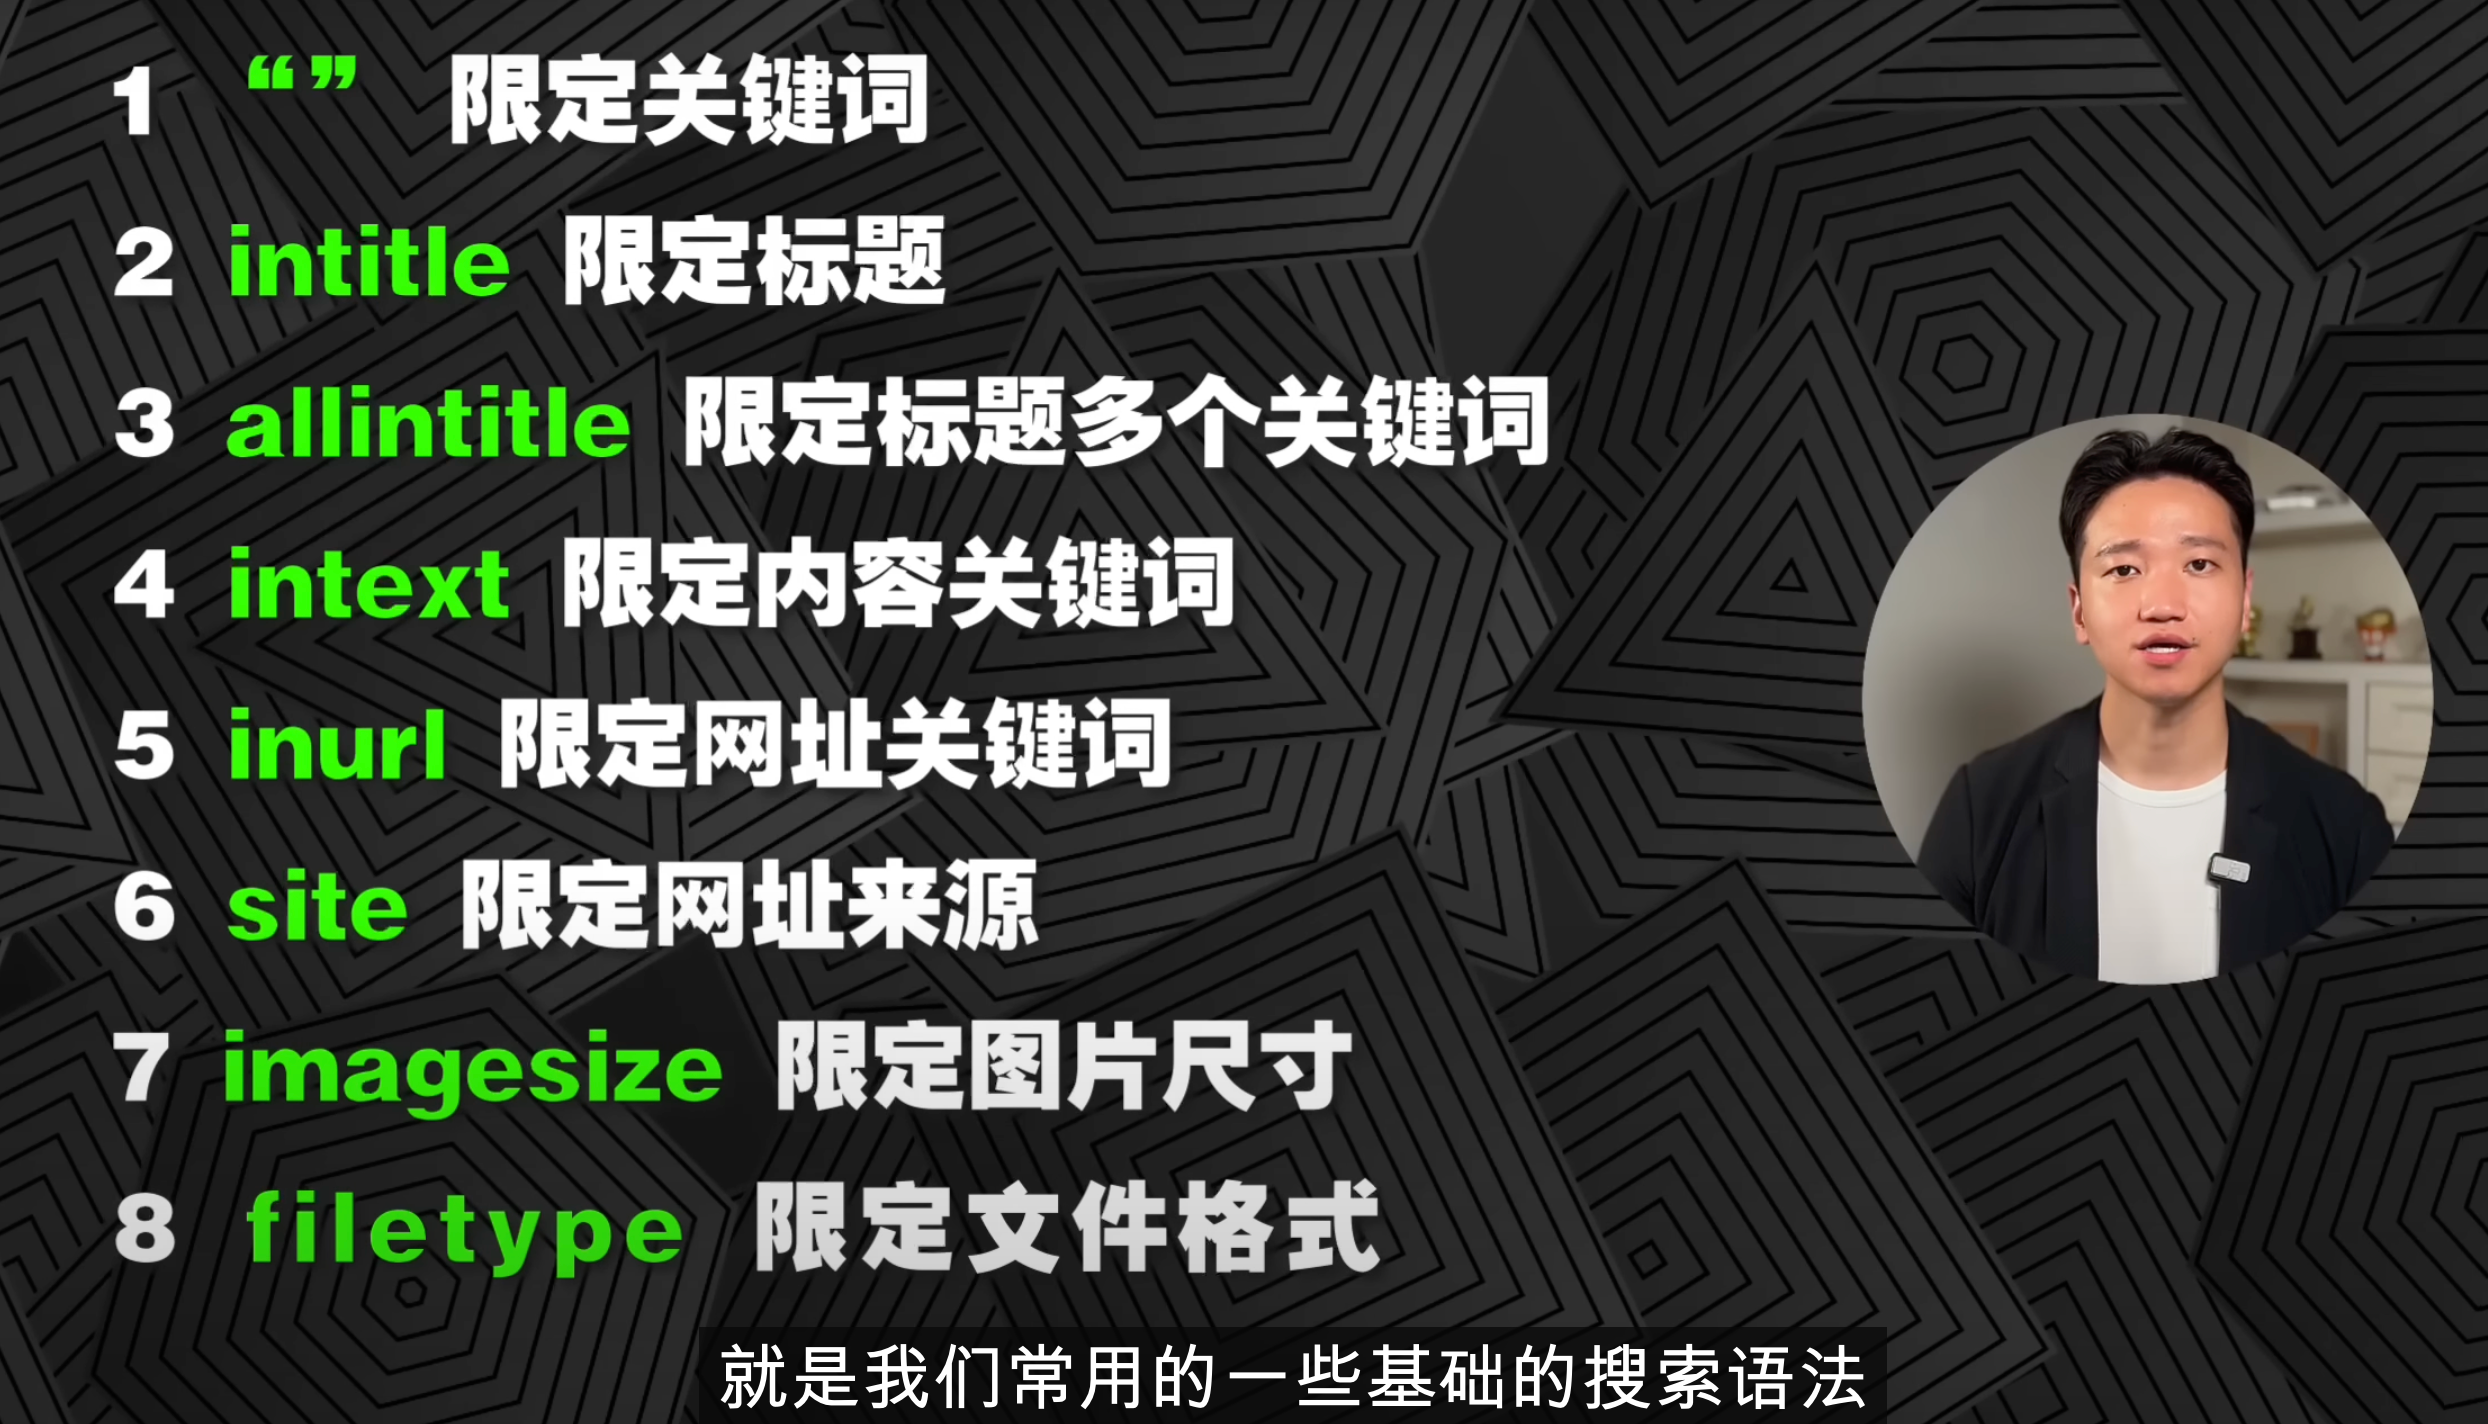 1 “” 限定关键词
2 intitle 限定标题
3 allintitle 限定标题多个关键词
4 intext 限定内容关键词
5 inurl 限定网址关键词
6 site 限定网址来源
7 imagesize 限定图片尺寸
8 filetype 限定文件格式
就是我们常用的一些基础的搜索语法